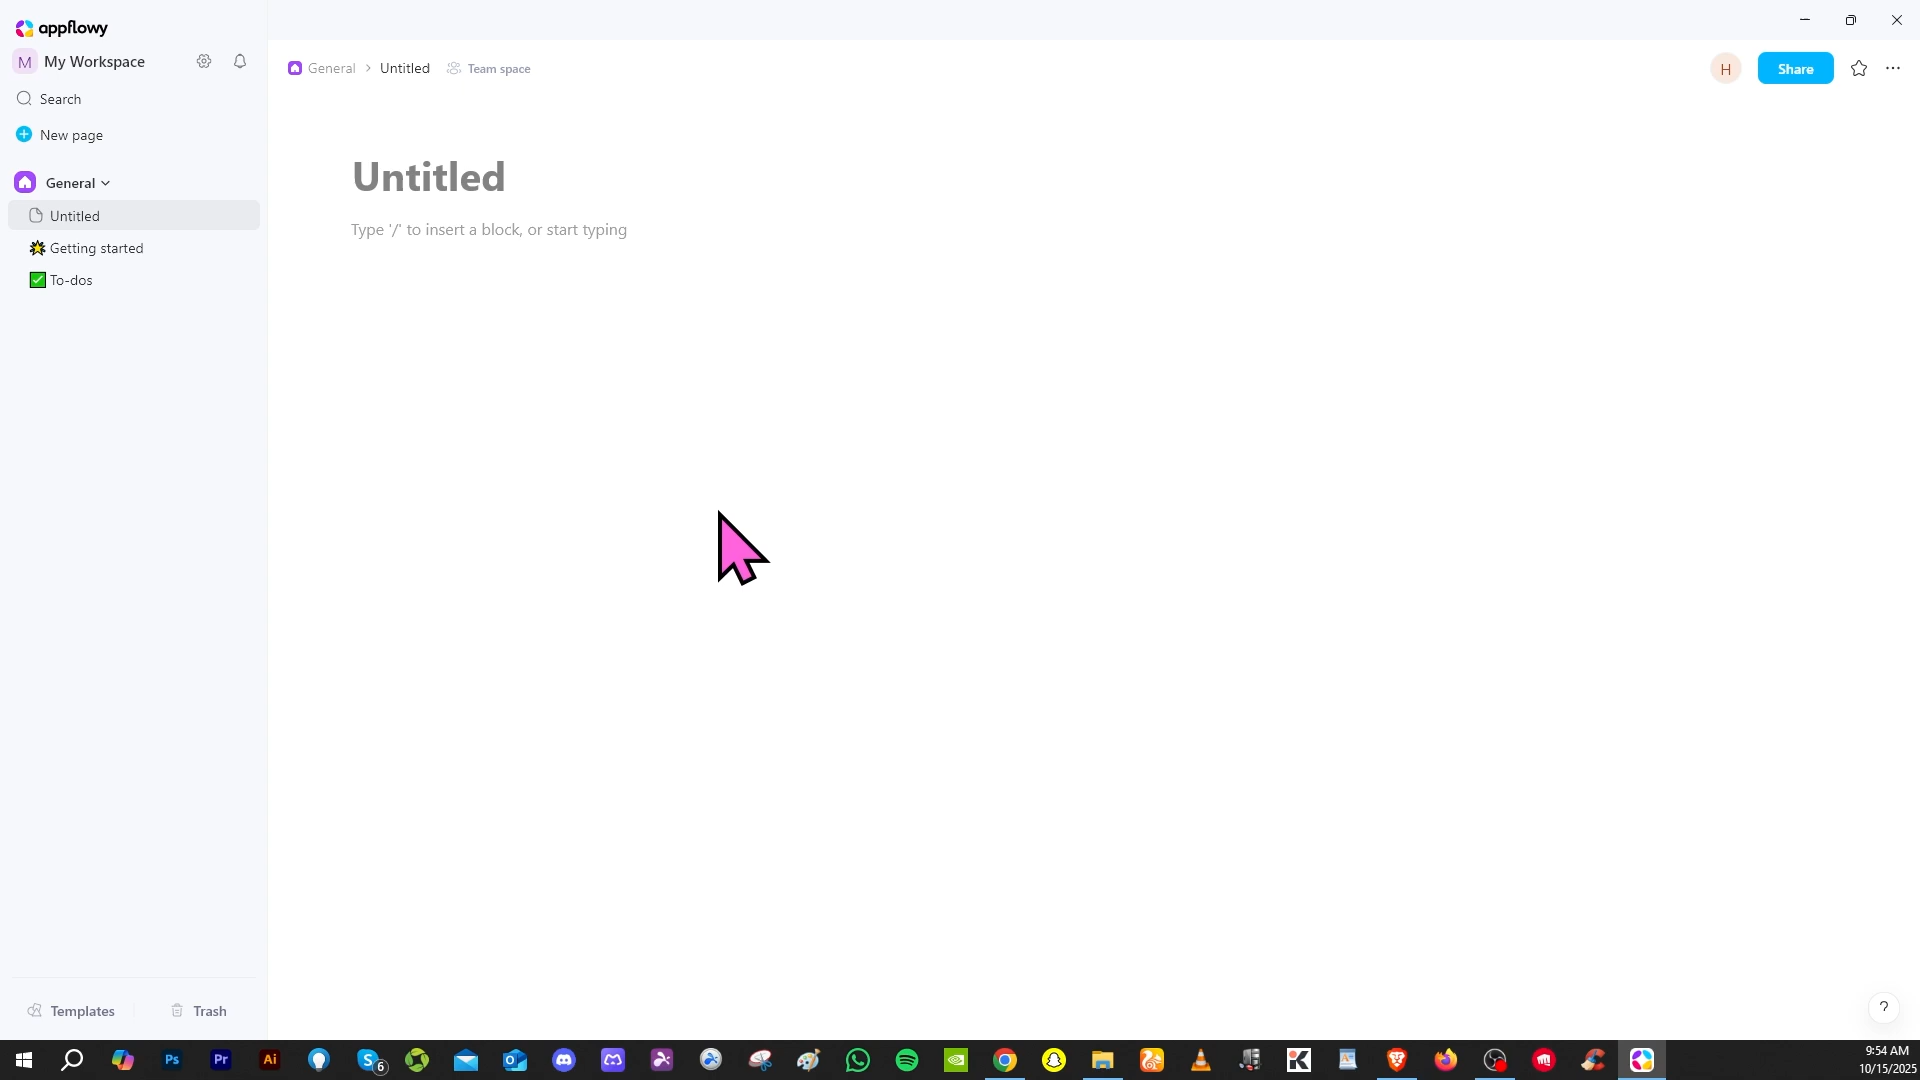 appflowy
M My Workspace
Search
New page
General
Untitled
Getting started
To-dos
Templates
Trash
General > Untitled Team space
H
Share
Untitled
Type '/' to insert a block, or start typing
?
Ps
Pr
Ai
S 6
9:54 AM
10/15/2025